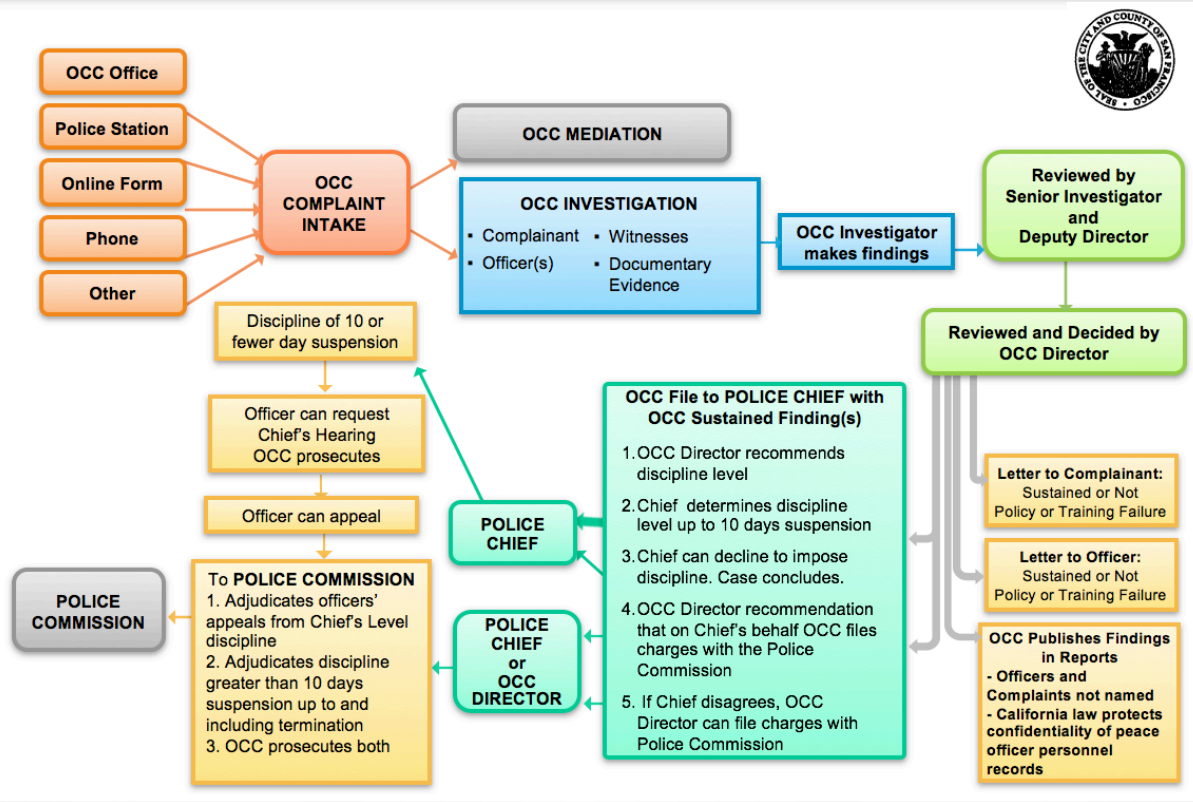 SEAL OF THE CITY AND COUNTY OF SAN FRANCISCO
OCC Office
Police Station
Online Form
Phone
Other
OCC
COMPLAINT
INTAKE
OCC MEDIATION
OCC INVESTIGATION
▪ Complainant
▪ Officer(s)
▪ Witnesses
▪ Documentary
Evidence
OCC Investigator
makes findings
Reviewed by
Senior Investigator
and
Deputy Director
Reviewed and Decided by
OCC Director
Letter to Complainant:
Sustained or Not
Policy or Training Failure
Letter to Officer:
Sustained or Not
Policy or Training Failure
OCC Publishes Findings
in Reports
- Officers and
Complaints not named
- California law protects
confidentiality of peace
officer personnel
records
OCC File to POLICE CHIEF with
OCC Sustained Finding(s)
1. OCC Director recommends
discipline level
2. Chief determines discipline
level up to 10 days suspension
3. Chief can decline to impose
discipline. Case concludes.
4. OCC Director recommendation
that on Chief's behalf OCC files
charges with the Police
Commission
5. If Chief disagrees, OCC
Director can file charges with
Police Commission
POLICE
CHIEF
POLICE
CHIEF
or
OCC
DIRECTOR
Discipline of 10 or
fewer day suspension
Officer can request
Chief's Hearing
OCC prosecutes
Officer can appeal
To POLICE COMMISSION
1. Adjudicates officers'
appeals from Chief's Level
discipline
2. Adjudicates discipline
greater than 10 days
suspension up to and
including termination
3. OCC prosecutes both
POLICE
COMMISSION